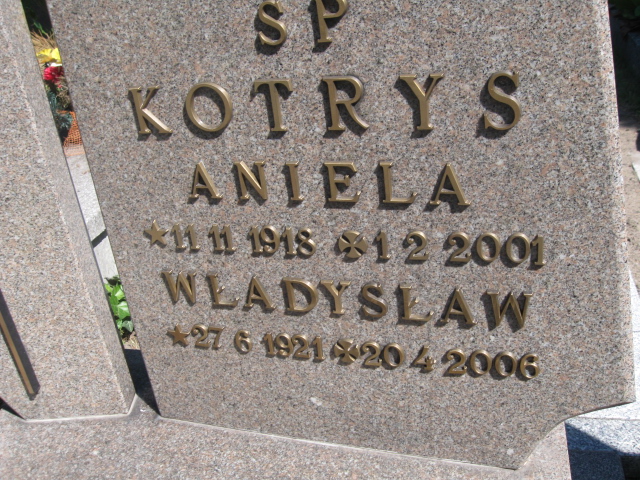 SP
KOTRYS
ANIELA
★11 11 1918 ✠1 2 2001
WŁADYSŁAW
★27 6 1921 ✠20 4 2006